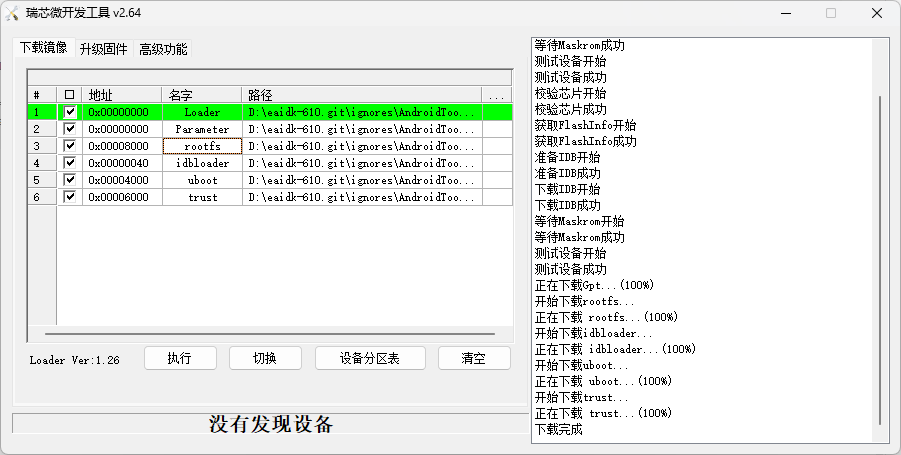 瑞芯微开发工具 v2.64
下载镜像 升级固件 高级功能
# 地址 名字 路径 ...
1 0x00000000 Loader D:\eaidk-610.git\ignores\AndroidToo...
2 0x00000000 Parameter D:\eaidk-610.git\ignores\AndroidToo...
3 0x00008000 rootfs D:\eaidk-610.git\ignores\AndroidToo...
4 0x00000040 idbloader D:\eaidk-610.git\ignores\AndroidToo...
5 0x00004000 uboot D:\eaidk-610.git\ignores\AndroidToo...
6 0x00006000 trust D:\eaidk-610.git\ignores\AndroidToo...
Loader Ver:1.26 执行 切换 设备分区表 清空
没有发现设备
等待Maskrom成功
测试设备开始
测试设备成功
校验芯片开始
校验芯片成功
获取FlashInfo开始
获取FlashInfo成功
准备IDB开始
准备IDB成功
下载IDB开始
下载IDB成功
等待Maskrom开始
等待Maskrom成功
测试设备开始
测试设备成功
正在下载Gpt...(100%)
开始下载rootfs...
正在下载 rootfs...(100%)
开始下载idbloader...
正在下载 idbloader...(100%)
开始下载uboot...
正在下载 uboot...(100%)
开始下载trust...
正在下载 trust...(100%)
下载完成